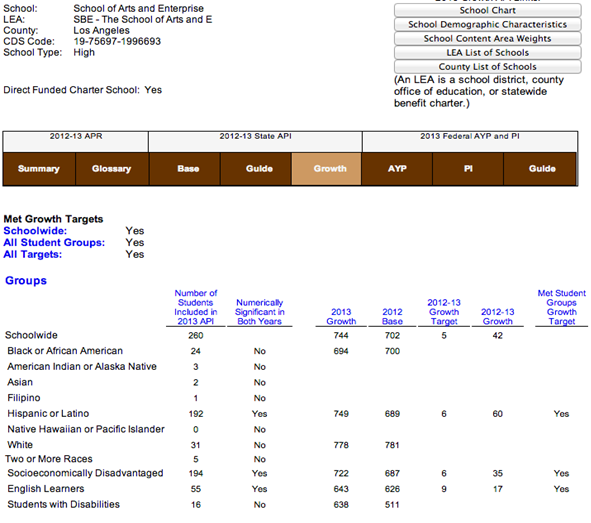 School: School of Arts and Enterprise
LEA: SBE - The School of Arts and E
County: Los Angeles
CDS Code: 19-75697-1996693
School Type: High
Direct Funded Charter School: Yes
School Chart
School Demographic Characteristics
School Content Area Weights
LEA List of Schools
County List of Schools
(An LEA is a school district, county
office of education, or statewide
benefit charter.)
2012-13 APR 2012-13 State API 2013 Federal AYP and PI
Summary Glossary Base Guide Growth AYP PI Guide
Met Growth Targets
Schoolwide: Yes
All Student Groups: Yes
All Targets: Yes
Groups
Number of Students Included in 2013 API Numerically Significant in Both Years 2013 Growth 2012 Base 2012-13 Growth Target 2012-13 Growth Met Student Groups Growth Target
Schoolwide 260 744 702 5 42
Black or African American 24 No 694 700
American Indian or Alaska Native 3 No
Asian 2 No
Filipino 1 No
Hispanic or Latino 192 Yes 749 689 6 60 Yes
Native Hawaiian or Pacific Islander 0 No
White 31 No 778 781
Two or More Races 5 No
Socioeconomically Disadvantaged 194 Yes 722 687 6 35 Yes
English Learners 55 Yes 643 626 9 17 Yes
Students with Disabilities 16 No 638 511